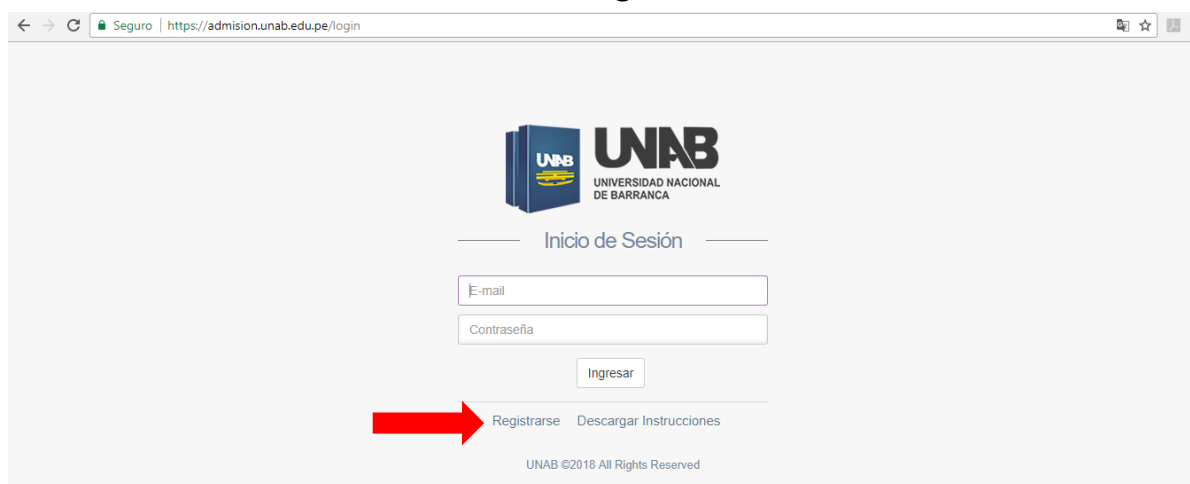 Seguro | https://admision.unab.edu.pe/login
UNAB
UNAB
UNIVERSIDAD NACIONAL
DE BARRANCA
Inicio de Sesión
E-mail
Contraseña
Ingresar
Registrarse Descargar Instrucciones
UNAB ©2018 All Rights Reserved